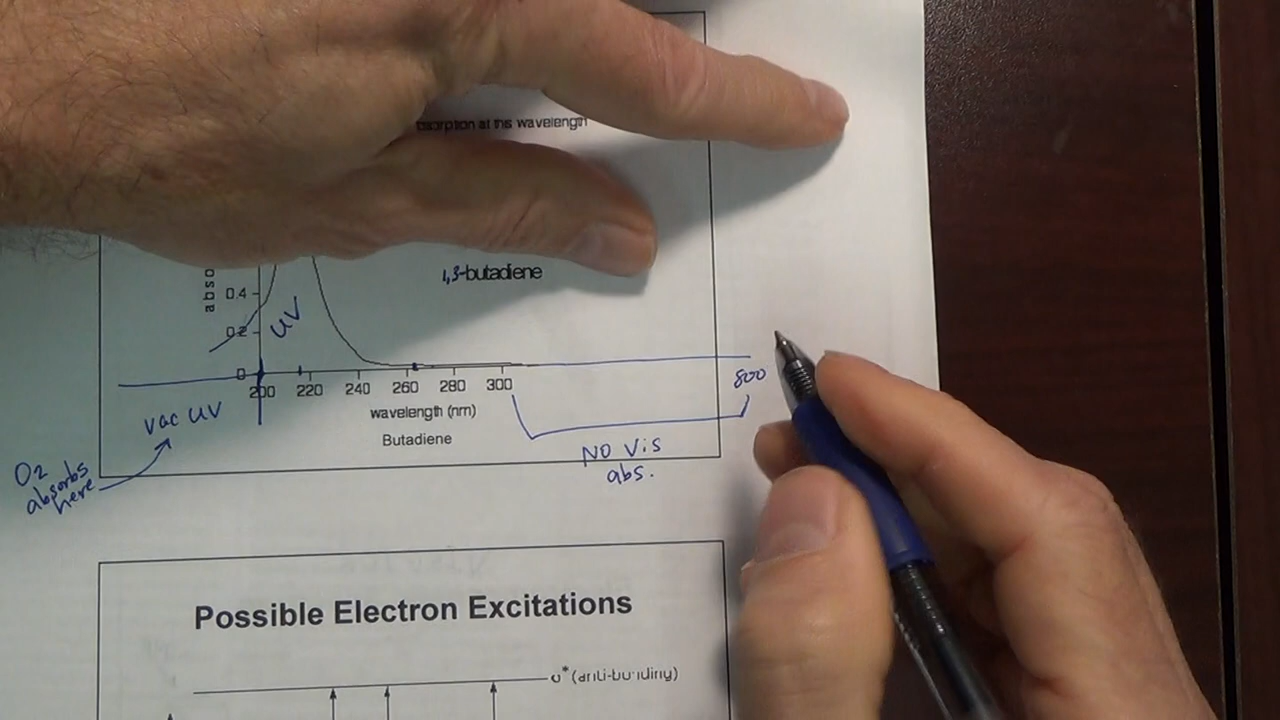 absorption at this wavelength
1,3-butadiene
0.4
UV
0.2
0
200 220 240 260 280 300
800
vac UV
wavelength (nm)
Butadiene
NO Vis
abs.
O2
absorbs
here
Possible Electron Excitations
σ* (anti-bonding)